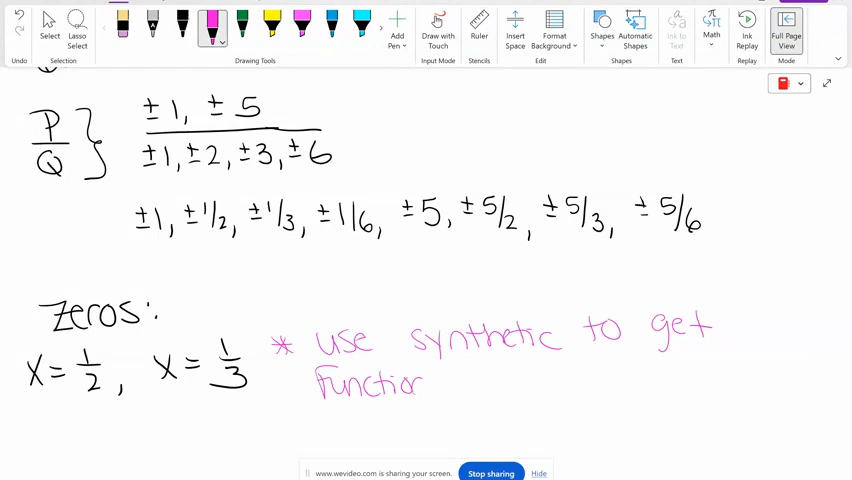 Select
Lasso Select
Add Pen
Draw with Touch
Ruler
Insert Space
Format Background
Shapes
Automatic Shapes
Ink to Text
Math
Ink Replay
Full Page View
Undo
Selection
Drawing Tools
Input Mode
Stencils
Edit
Shapes
Text
Math
Replay
Mode
P/Q } ±1, ±5
±1, ±2, ±3, ±6
±1, ±1/2, ±1/3, ±1/6, ±5, ±5/2, ±5/3, ±5/6
Zeros:
x = 1/2, x = 1/3 * use synthetic to get
function
www.wevideo.com is sharing your screen. Stop sharing Hide